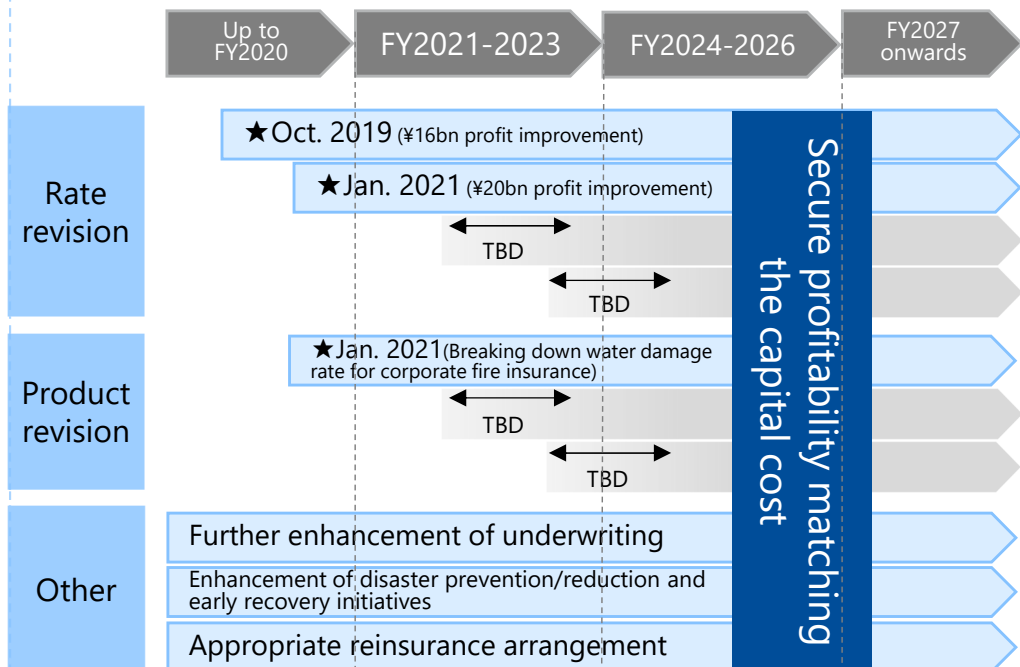 Up to
FY2020
FY2021-2023
FY2024-2026
FY2027
onwards
Rate
revision
★Oct. 2019 (¥16bn profit improvement)
★Jan. 2021 (¥20bn profit improvement)
TBD
TBD
Product
revision
★Jan. 2021(Breaking down water damage
rate for corporate fire insurance)
TBD
TBD
Other
Further enhancement of underwriting
Enhancement of disaster prevention/reduction and
early recovery initiatives
Appropriate reinsurance arrangement
Secure profitability matching
the capital cost